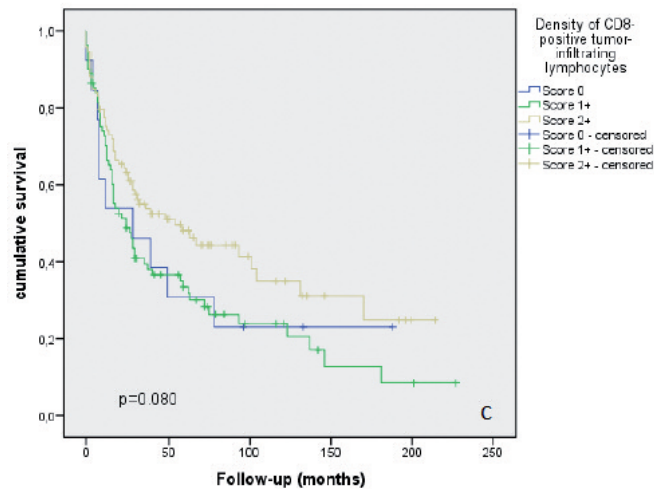 Density of CD8-
positive tumor-
infiltrating
lymphocytes
Score 0
Score 1+
Score 2+
Score 0 - censored
Score 1+ - censored
Score 2+ - censored
cumulative survival
1,0
0,8
0,6
0,4
0,2
0,0
p=0.080
C
0 50 100 150 200 250
Follow-up (months)